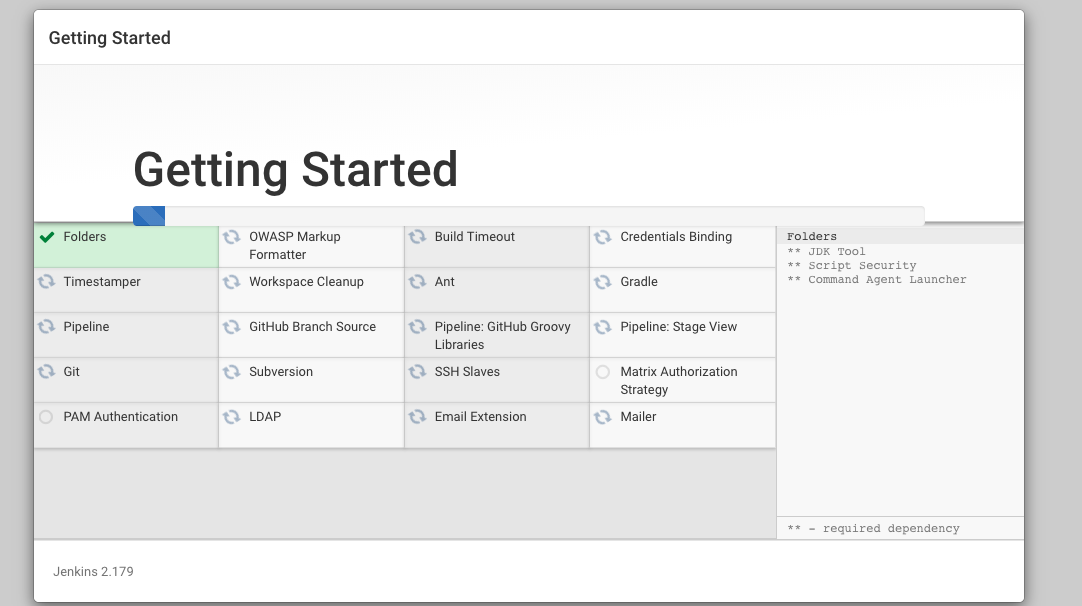 Getting Started
Getting Started
Folders
OWASP Markup
Formatter
Build Timeout
Credentials Binding
Timestamper
Workspace Cleanup
Ant
Gradle
Pipeline
GitHub Branch Source
Pipeline: GitHub Groovy
Libraries
Pipeline: Stage View
Git
Subversion
SSH Slaves
Matrix Authorization
Strategy
PAM Authentication
LDAP
Email Extension
Mailer
Folders
** JDK Tool
** Script Security
** Command Agent Launcher
** - required dependency
Jenkins 2.179